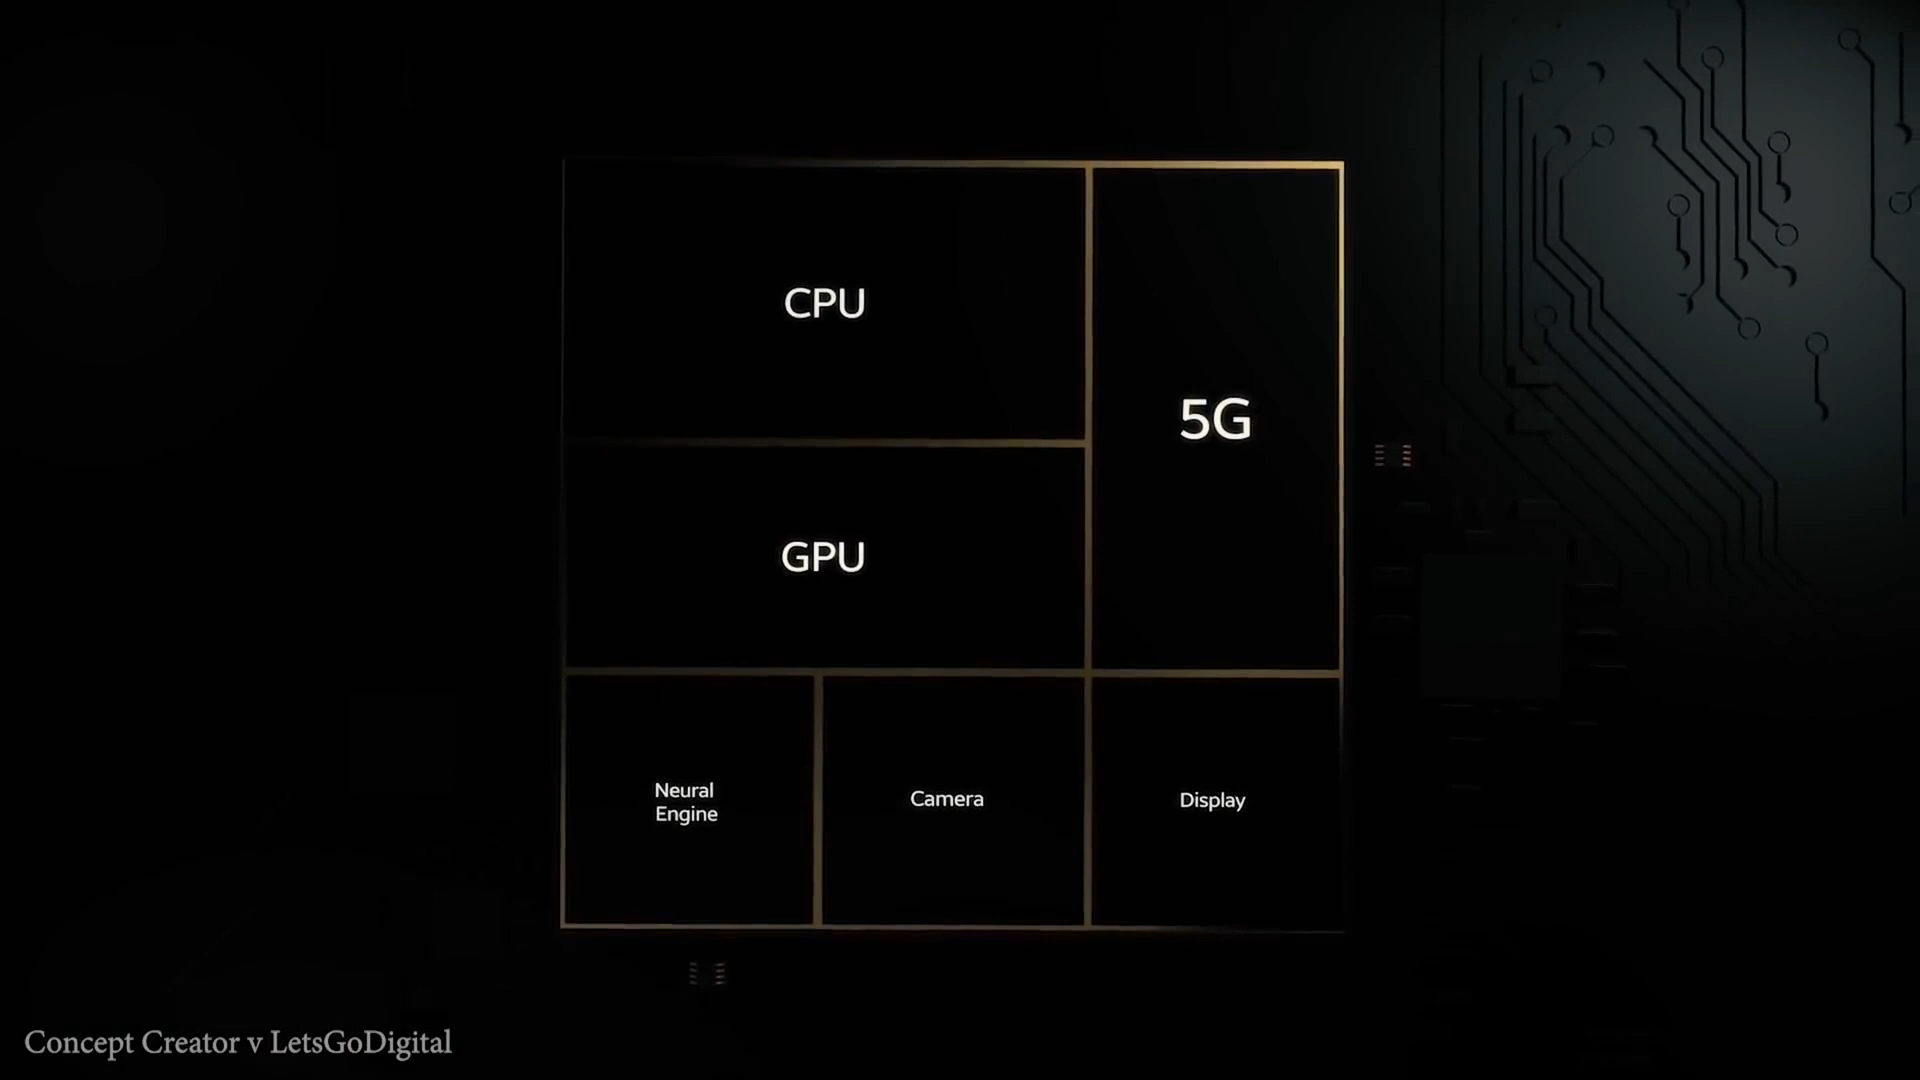 CPU
5G
GPU
Neural
Engine
Camera
Display
Concept Creator v LetsGoDigital